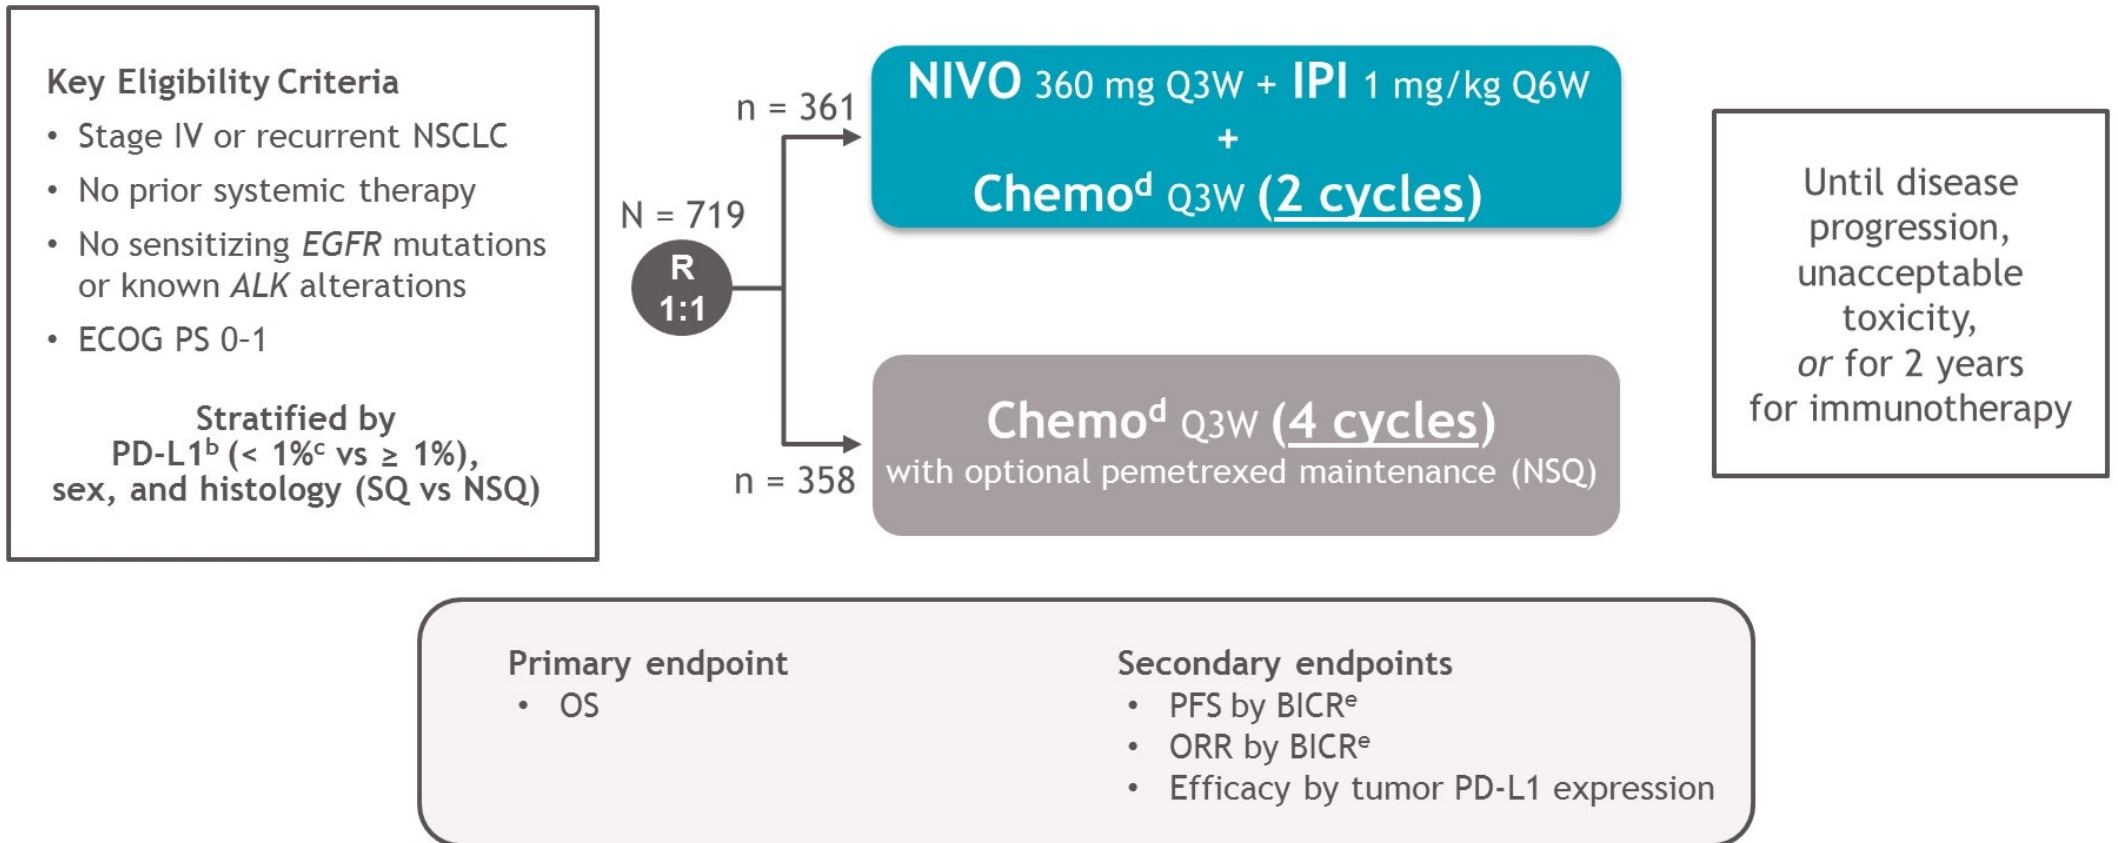 Key Eligibility Criteria
• Stage IV or recurrent NSCLC
• No prior systemic therapy
• No sensitizing EGFR mutations
or known ALK alterations
• ECOG PS 0–1
Stratified by
PD-L1ᵇ (< 1%ᶜ vs ≥ 1%),
sex, and histology (SQ vs NSQ)
N = 719
R
1:1
n = 361
NIVO 360 mg Q3W + IPI 1 mg/kg Q6W
+
Chemoᵈ Q3W (2 cycles)
n = 358
Chemoᵈ Q3W (4 cycles)
with optional pemetrexed maintenance (NSQ)
Until disease
progression,
unacceptable
toxicity,
or for 2 years
for immunotherapy
Primary endpoint
• OS
Secondary endpoints
• PFS by BICRᵉ
• ORR by BICRᵉ
• Efficacy by tumor PD-L1 expression